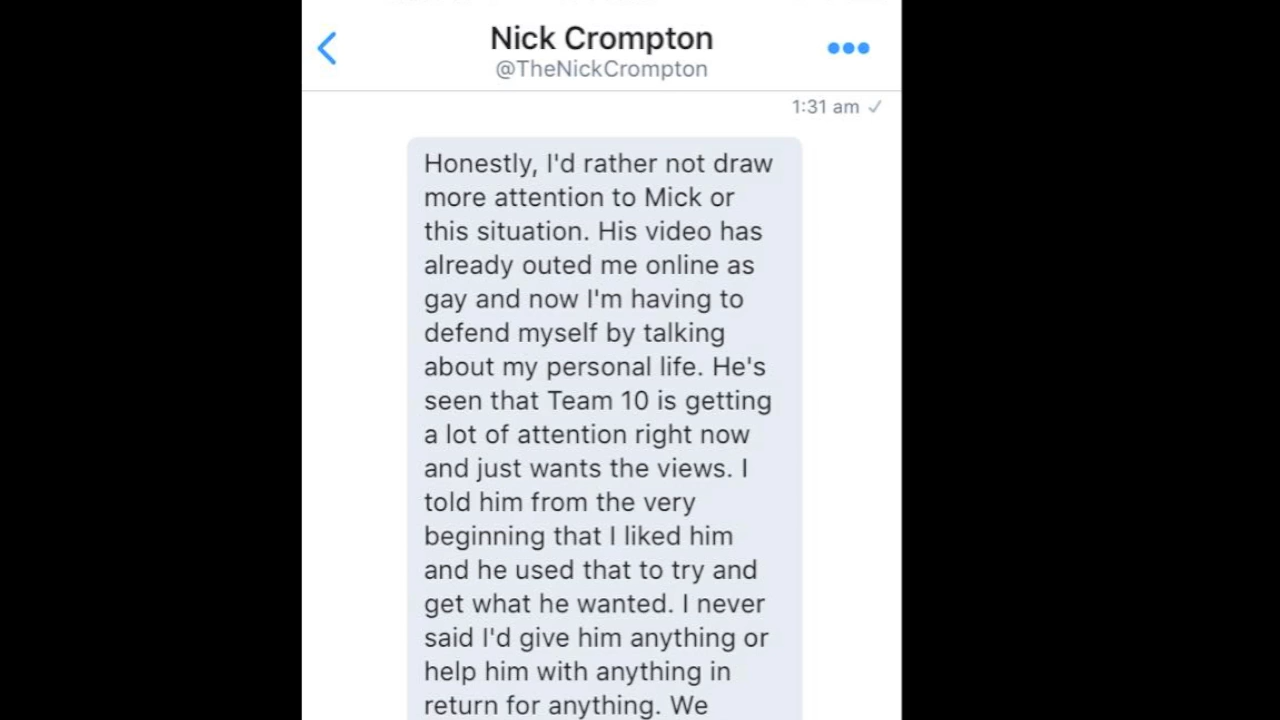 Nick Crompton
@TheNickCrompton
1:31 am ✓
Honestly, I'd rather not draw
more attention to Mick or
this situation. His video has
already outed me online as
gay and now I'm having to
defend myself by talking
about my personal life. He's
seen that Team 10 is getting
a lot of attention right now
and just wants the views. I
told him from the very
beginning that I liked him
and he used that to try and
get what he wanted. I never
said I'd give him anything or
help him with anything in
return for anything. We